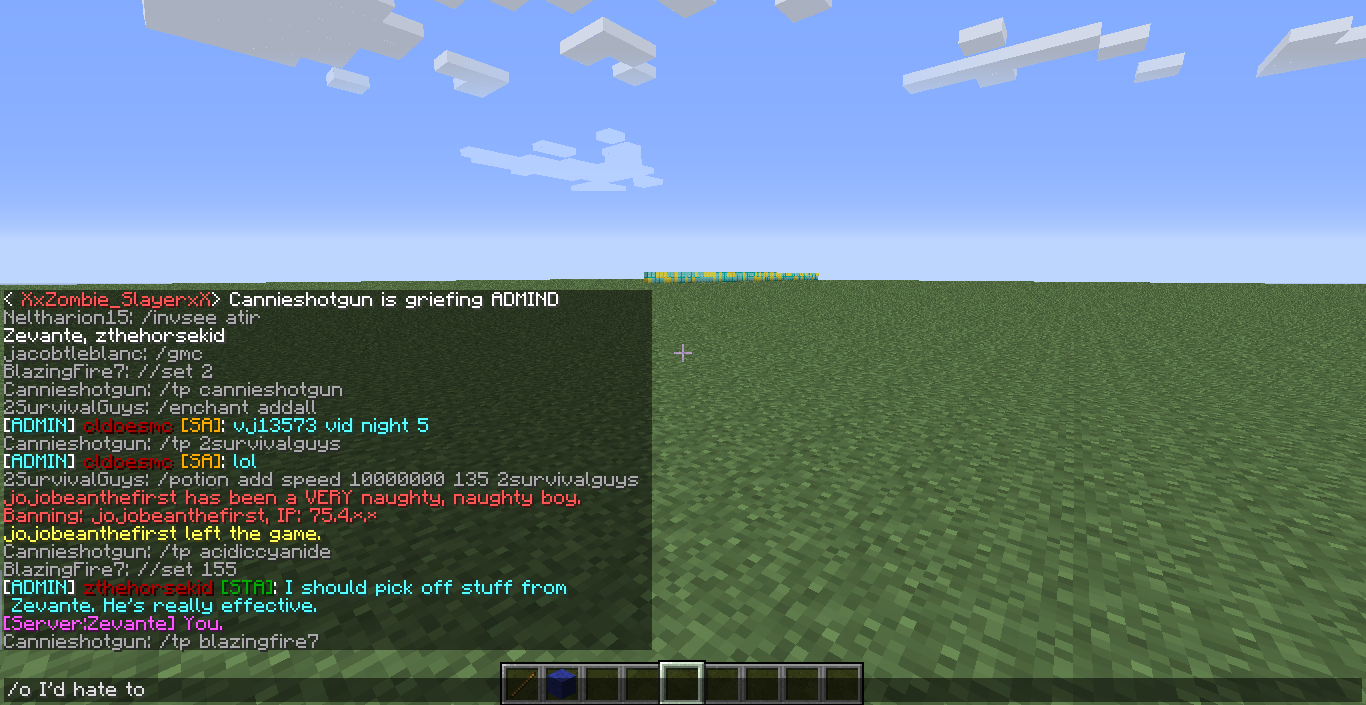 < XxZombie_SlayerxX> Cannieshotgun is griefing ADMIND
Neltharion15: /invsee atir
Zevante, zthehorsekid
jacobtleblanc: /gmc
BlazingFire7: //set 2
Cannieshotgun: /tp cannieshotgun
2SurvivalGuys: /enchant addall
[ADMIN] cldoesmc [SA]: vj13573 vid night 5
Cannieshotgun: /tp 2survivalguys
[ADMIN] cldoesmc [SA]: lol
2SurvivalGuys: /potion add speed 10000000 135 2survivalguys
jojobeanthefirst has been a VERY naughty, naughty boy.
Banning: jojobeanthefirst, IP: 75.4.*.*
jojobeanthefirst left the game.
Cannieshotgun: /tp acidiccyanide
BlazingFire7: //set 155
[ADMIN] zthehorsekid [STA]: I should pick off stuff from
Zevante. He's really effective.
[Server:Zevante] You.
Cannieshotgun: /tp blazingfire7
/o I'd hate to